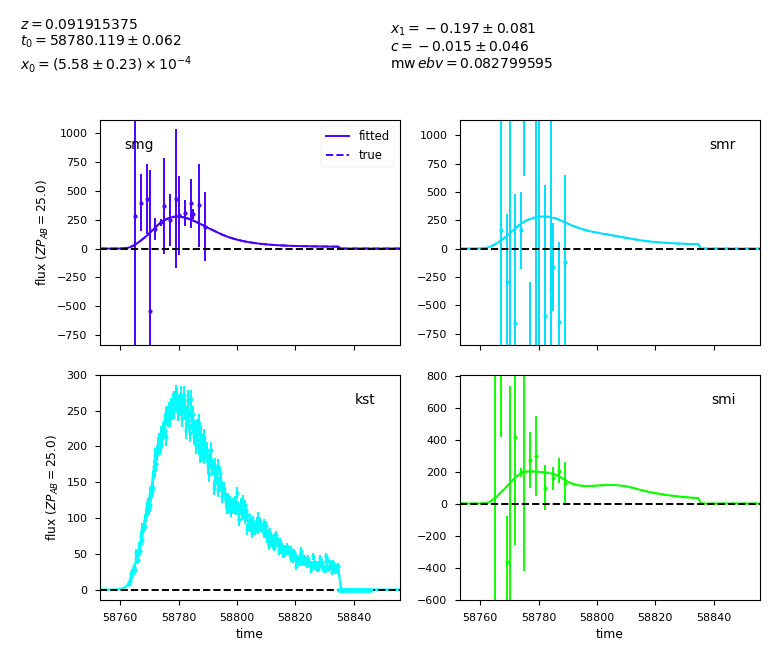 z = 0.091915375
t₀ = 58780.119 ± 0.062
x₀ = (5.58 ± 0.23) × 10⁻⁴
x₁ = −0.197 ± 0.081
c = −0.015 ± 0.046
mw ebv = 0.082799595
smg
fitted
true
1000
750
500
250
0
−250
−500
−750
flux (ZP_AB = 25.0)
smr
1000
750
500
250
0
−250
−500
−750
kst
300
250
200
150
100
50
0
flux (ZP_AB = 25.0)
58760 58780 58800 58820 58840
time
smi
800
600
400
200
0
−200
−400
−600
58760 58780 58800 58820 58840
time